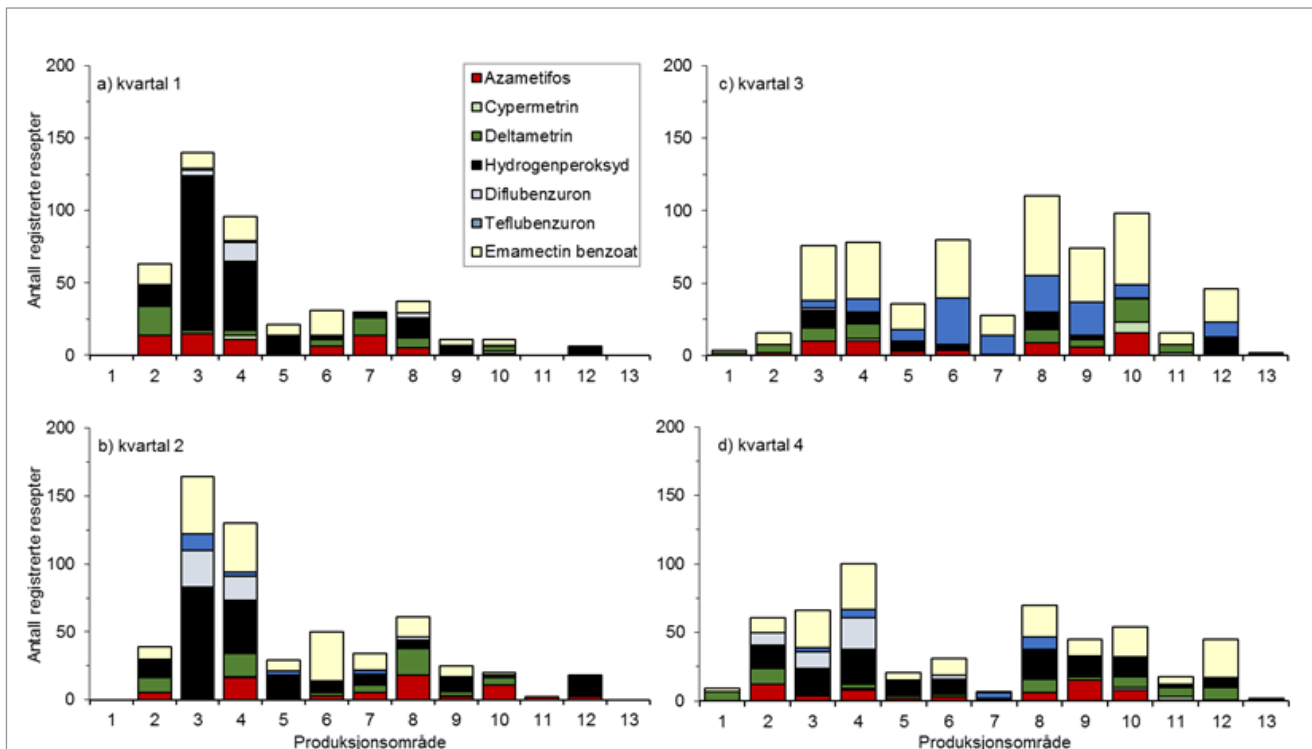 a) kvartal 1
200
150
100
50
0
Antall registrerte resepter
1 2 3 4 5 6 7 8 9 10 11 12 13
Azametifos
Cypermetrin
Deltametrin
Hydrogenperoksyd
Diflubenzuron
Teflubenzuron
Emamectin benzoat
c) kvartal 3
200
150
100
50
0
1 2 3 4 5 6 7 8 9 10 11 12 13
b) kvartal 2
200
150
100
50
0
Antall registrerte resepter
1 2 3 4 5 6 7 8 9 10 11 12 13
Produksjonsområde
d) kvartal 4
200
150
100
50
0
1 2 3 4 5 6 7 8 9 10 11 12 13
Produksjonsområde